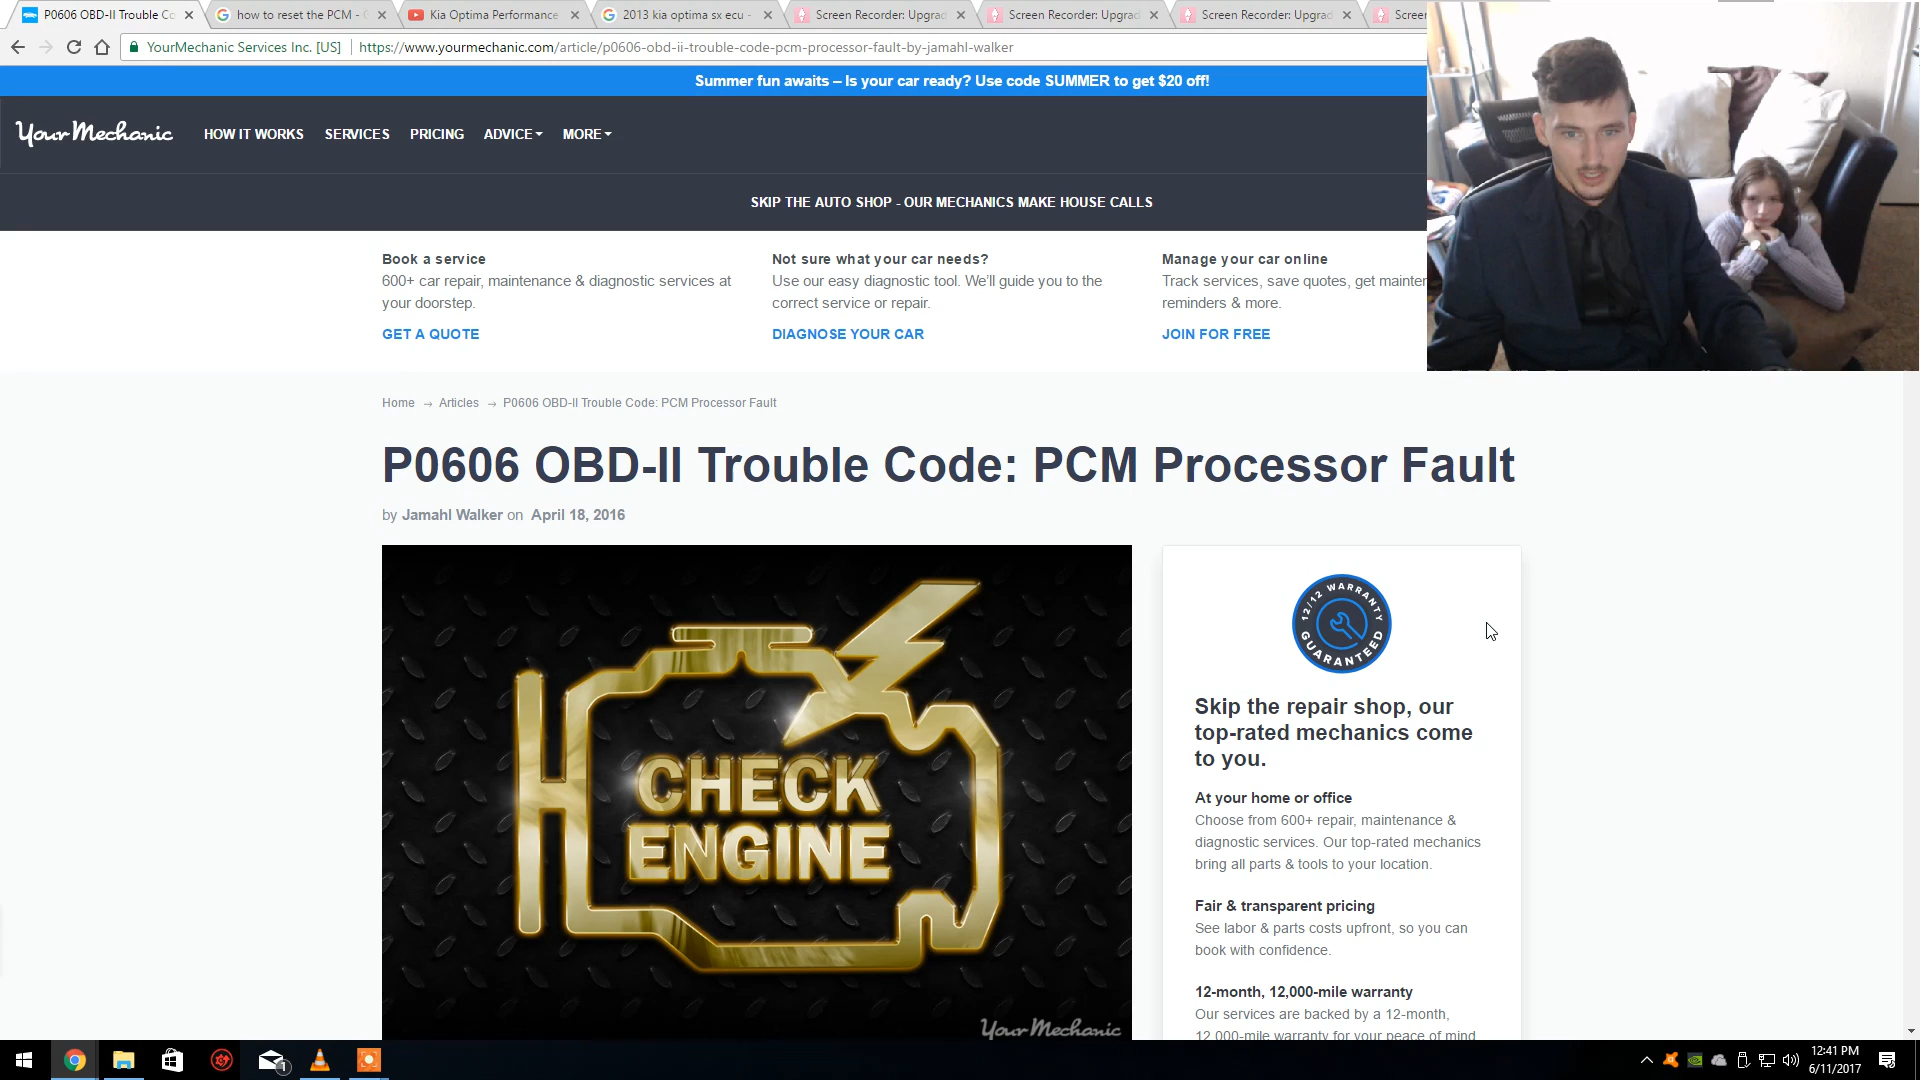 P0606 OBD-II Trouble Co
how to reset the PCM - G
Kia Optima Performance
2013 kia optima sx ecu -
Screen Recorder: Upgrad
Screen Recorder: Upgrad
Screen Recorder: Upgrad
Screen
YourMechanic Services Inc. [US]
https://www.yourmechanic.com/article/p0606-obd-ii-trouble-code-pcm-processor-fault-by-jamahl-walker
Summer fun awaits – Is your car ready? Use code SUMMER to get $20 off!
YourMechanic
HOW IT WORKS
SERVICES
PRICING
ADVICE
MORE
SKIP THE AUTO SHOP - OUR MECHANICS MAKE HOUSE CALLS
Book a service
600+ car repair, maintenance & diagnostic services at
your doorstep.
GET A QUOTE
Not sure what your car needs?
Use our easy diagnostic tool. We'll guide you to the
correct service or repair.
DIAGNOSE YOUR CAR
Manage your car online
Track services, save quotes, get mainten
reminders & more.
JOIN FOR FREE
Home → Articles → P0606 OBD-II Trouble Code: PCM Processor Fault
P0606 OBD-II Trouble Code: PCM Processor Fault
by Jamahl Walker on April 18, 2016
CHECK
ENGINE
YourMechanic
12/12 WARRANTY
GUARANTEED
Skip the repair shop, our
top-rated mechanics come
to you.
At your home or office
Choose from 600+ repair, maintenance &
diagnostic services. Our top-rated mechanics
bring all parts & tools to your location.
Fair & transparent pricing
See labor & parts costs upfront, so you can
book with confidence.
12-month, 12,000-mile warranty
Our services are backed by a 12-month,
12,000-mile warranty for your peace of mind
1
12:41 PM
6/11/2017